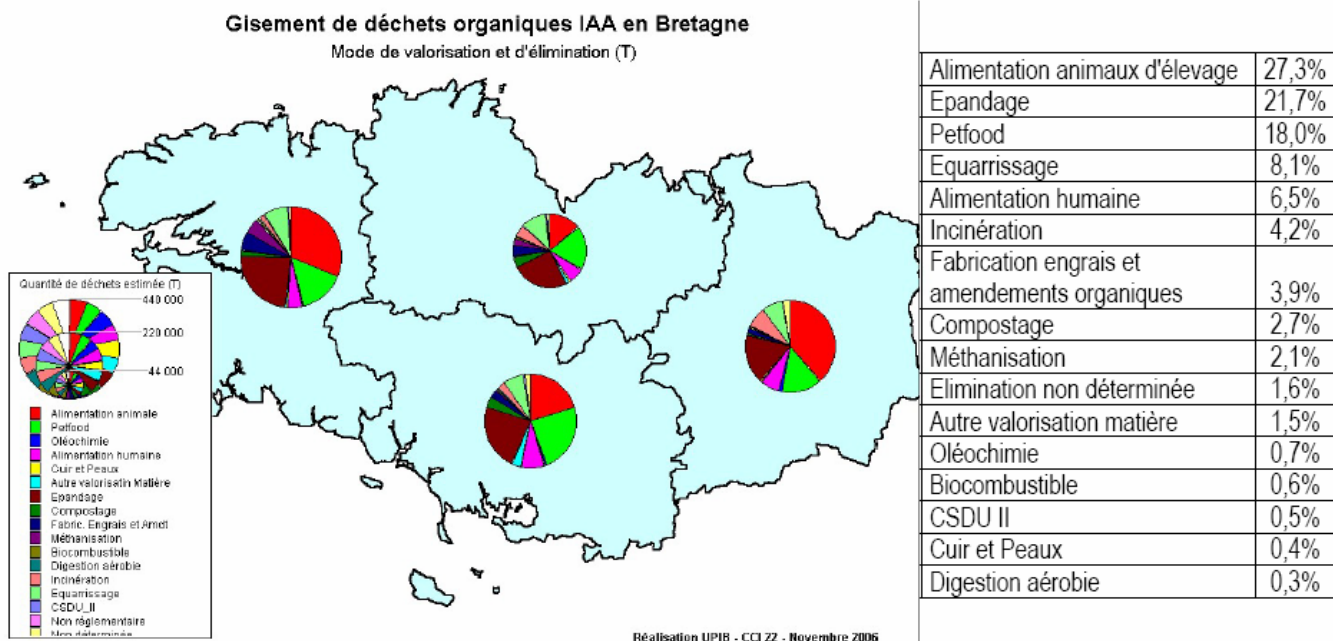 Gisement de déchets organiques IAA en Bretagne
Mode de valorisation et d'élimination (T)
Quantité de déchets estimée (T)
440 000
220 000
44 000
Alimentation animale
Petfood
Oléochimie
Alimentation humaine
Cuir et Peaux
Autre valorisatin Matière
Epandage
Compostage
Fabric. Engrais et Amdt
Méthanisation
Biocombustible
Digestion aérobie
Incinération
Equarrissage
CSDU_II
Non réglementaire
Non déterminée
Réalisation UPIB - CCI 22 - Novembre 2006
Alimentation animaux d'élevage 27,3%
Epandage 21,7%
Petfood 18,0%
Equarrissage 8,1%
Alimentation humaine 6,5%
Incinération 4,2%
Fabrication engrais et
amendements organiques 3,9%
Compostage 2,7%
Méthanisation 2,1%
Elimination non déterminée 1,6%
Autre valorisation matière 1,5%
Oléochimie 0,7%
Biocombustible 0,6%
CSDU II 0,5%
Cuir et Peaux 0,4%
Digestion aérobie 0,3%